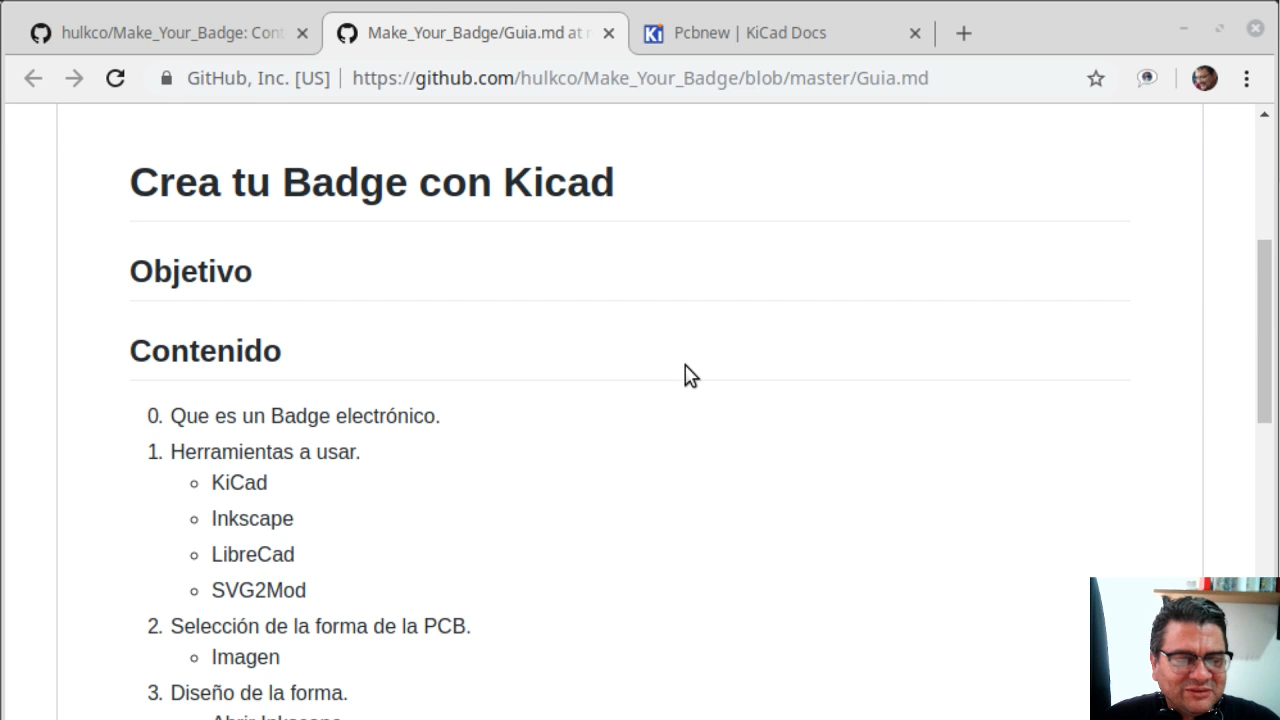 hulkco/Make_Your_Badge: Cont
Make_Your_Badge/Guia.md at
Pcbnew | KiCad Docs
GitHub, Inc. [US] | https://github.com/hulkco/Make_Your_Badge/blob/master/Guia.md
Crea tu Badge con Kicad
Objetivo
Contenido
0. Que es un Badge electrónico.
1. Herramientas a usar.
KiCad
Inkscape
LibreCad
SVG2Mod
2. Selección de la forma de la PCB.
Imagen
3. Diseño de la forma.
Abrir Inkscape